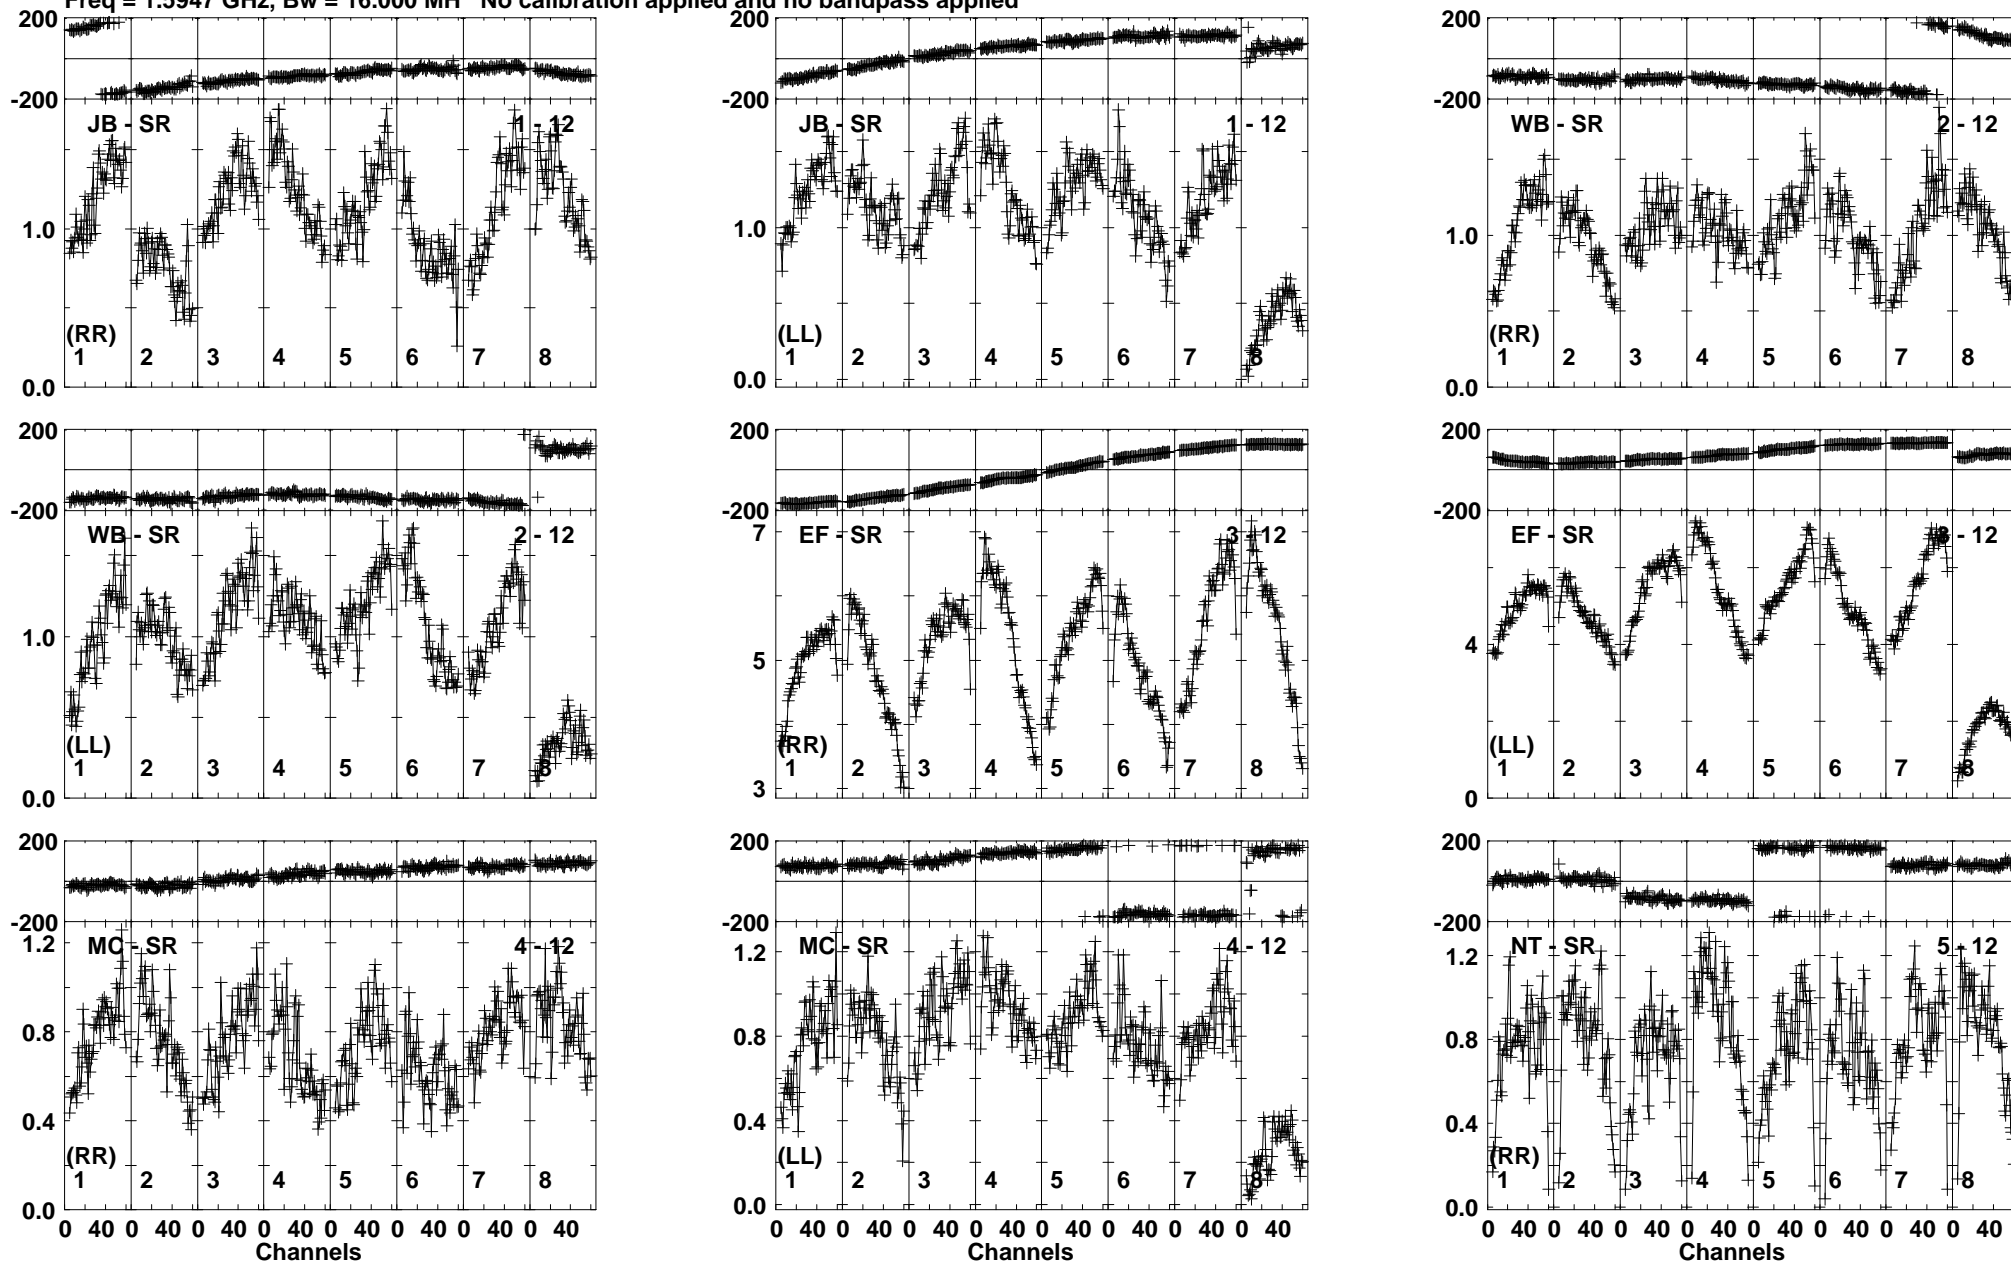 Freq = 1.5947 GHz, Bw = 16.000 MH No calibration applied and no bandpass applied
200 200 200
-200 -200 -200
JB - SR 1 - 12 JB - SR 1 - 12 WB - SR 2 - 12
1.0 1.0 1.0
(RR) (LL) (RR)
1 2 3 4 5 6 7 8 1 2 3 4 5 6 7 8 1 2 3 4 5 6 7 8
0.0 0.0 0.0
200 200 200
-200 -200 -200
WB - SR 2 - 12 EF - SR 3 - 12 EF - SR 3 - 12
7
1.0 5 4
(LL) (RR) (LL)
1 2 3 4 5 6 7 8 1 2 3 4 5 6 7 8 1 2 3 4 5 6 7 8
0.0 3 0
200 200 200
-200 -200 -200
MC - SR 4 - 12 MC - SR 4 - 12 NT - SR 5 - 12
1.2 1.2 1.2
0.8 0.8 0.8
0.4 0.4 0.4
(RR) (LL) (RR)
1 2 3 4 5 6 7 8 1 2 3 4 5 6 7 8 1 2 3 4 5 6 7 8
0.0 0.0 0.0
0 40 0 40 0 40 0 40 0 40 0 40 0 40 0 40 0 40 0 40 0 40 0 40 0 40 0 40 0 40 0 40 0 40 0 40 0 40 0 40 0 40 0 40 0 40 0 40
Channels Channels Channels